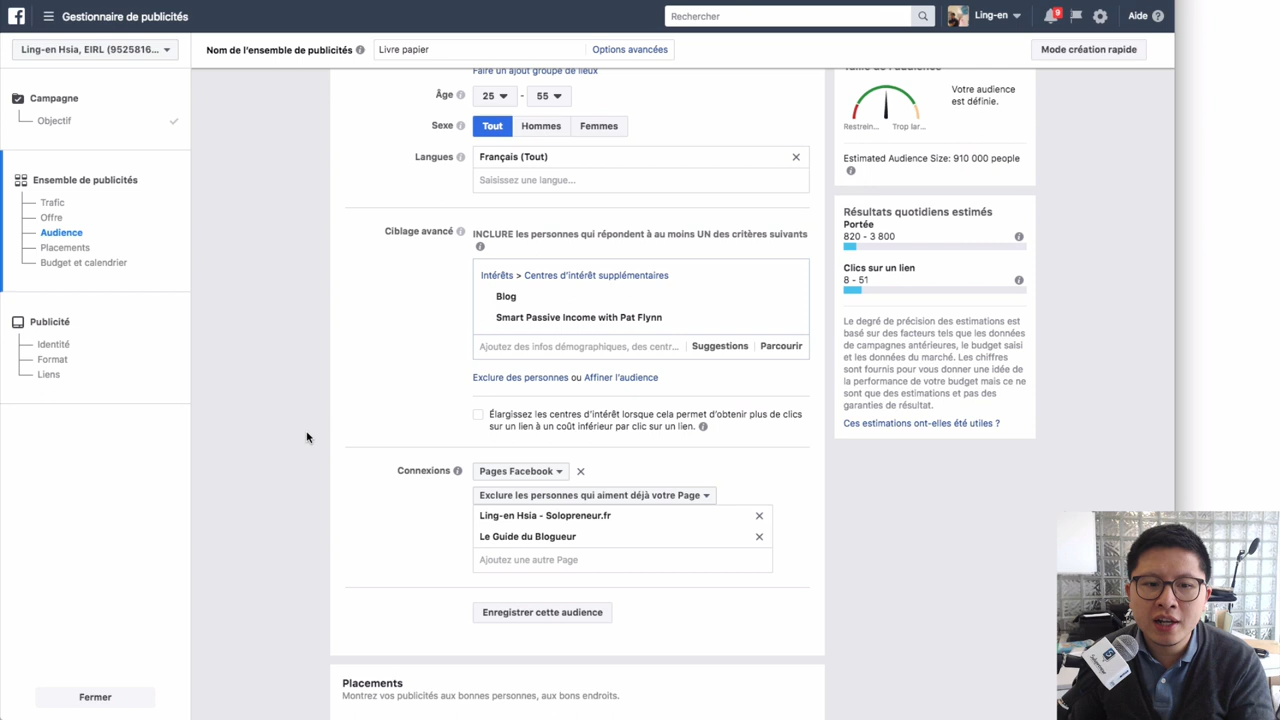 Gestionnaire de publicités
Rechercher
Ling-en
9
Aide
Ling-en Hsia, EIRL (9525816...
Nom de l'ensemble de publicités
Livre papier
Options avancées
Mode création rapide
Campagne
Objectif
Ensemble de publicités
Trafic
Offre
Audience
Placements
Budget et calendrier
Publicité
Identité
Format
Liens
Fermer
Faire un ajout groupé de lieux
Âge
25 - 55
Sexe
Tout Hommes Femmes
Langues
Français (Tout)
Saisissez une langue...
Ciblage avancé
INCLURE les personnes qui répondent à au moins UN des critères suivants
Intérêts > Centres d'intérêt supplémentaires
Blog
Smart Passive Income with Pat Flynn
Ajoutez des infos démographiques, des centr...
Suggestions
Parcourir
Exclure des personnes ou Affiner l'audience
Élargissez les centres d'intérêt lorsque cela permet d'obtenir plus de clics
sur un lien à un coût inférieur par clic sur un lien.
Connexions
Pages Facebook
Exclure les personnes qui aiment déjà votre Page
Ling-en Hsia - Solopreneur.fr
Le Guide du Blogueur
Ajoutez une autre Page
Enregistrer cette audience
Placements
Montrez vos publicités aux bonnes personnes, aux bons endroits.
Taille de l'audience
Votre audience
est définie.
Restrein...
Trop lar...
Estimated Audience Size: 910 000 people
Résultats quotidiens estimés
Portée
820 - 3 800
Clics sur un lien
8 - 51
Le degré de précision des estimations est
basé sur des facteurs tels que les données
de campagnes antérieures, le budget saisi
et les données du marché. Les chiffres
sont fournis pour vous donner une idée de
la performance de votre budget mais ce ne
sont que des estimations et pas des
garanties de résultat.
Ces estimations ont-elles été utiles ?